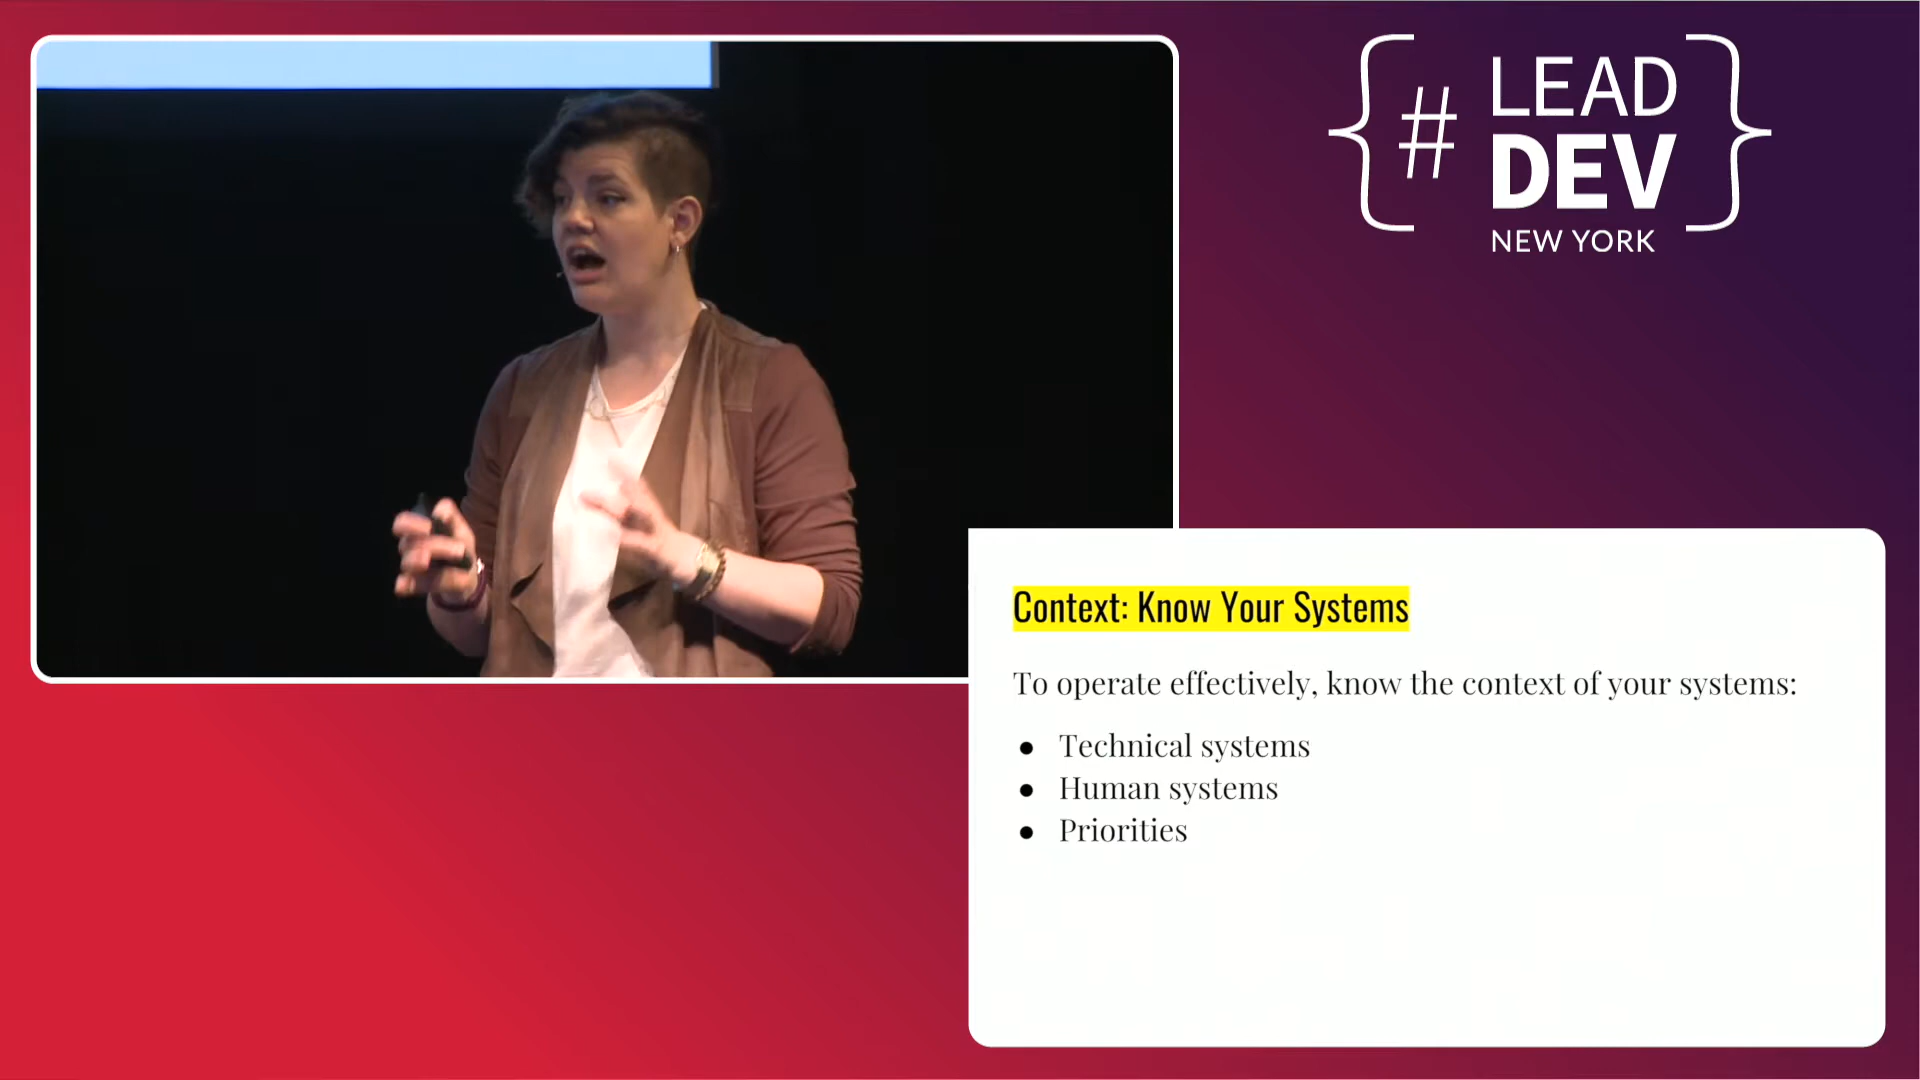 # LEAD
DEV
NEW YORK
Context: Know Your Systems
To operate effectively, know the context of your systems:
● Technical systems
● Human systems
● Priorities